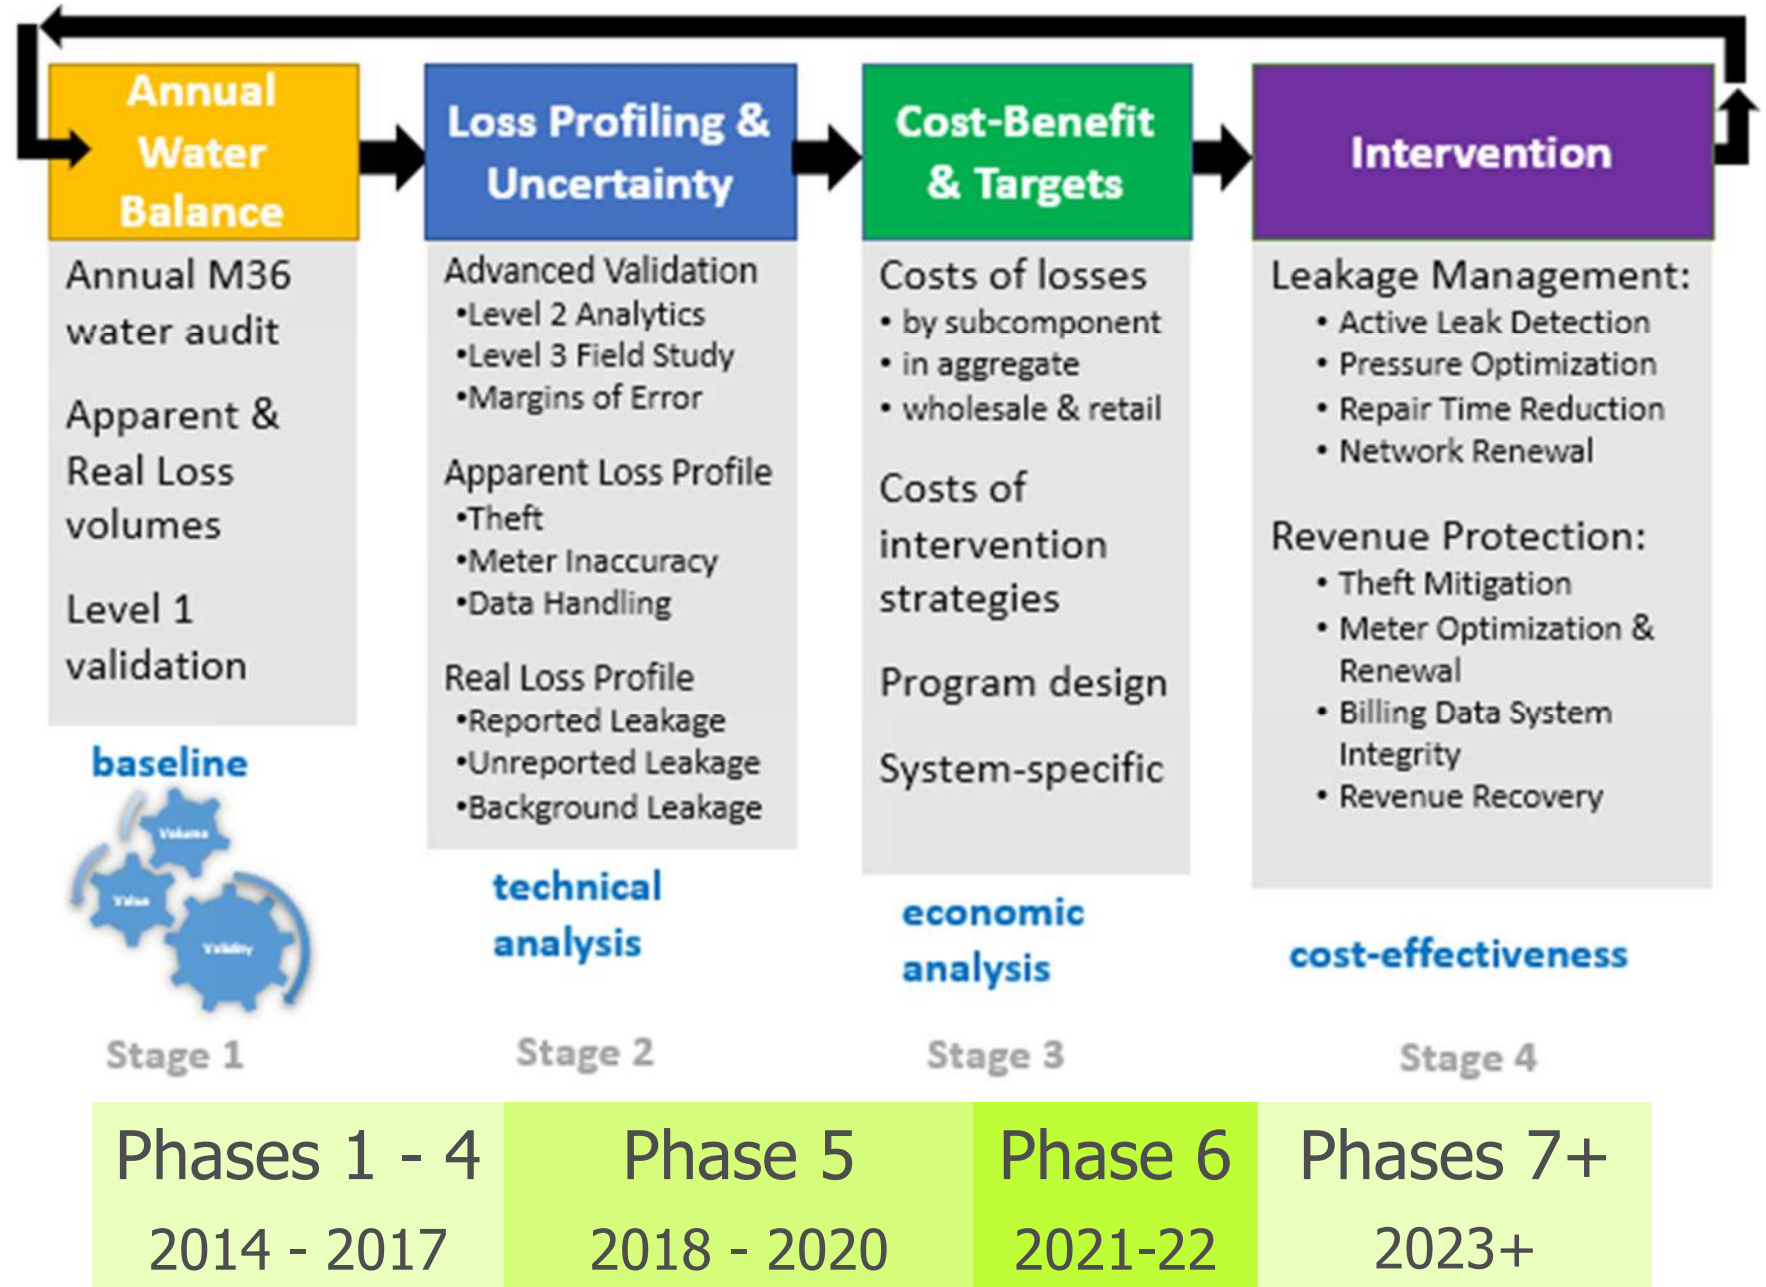 Annual
Water
Balance
Annual M36
water audit
Apparent &
Real Loss
volumes
Level 1
validation
baseline
Volume
Value
Validity
Stage 1
Loss Profiling &
Uncertainty
Advanced Validation
•Level 2 Analytics
•Level 3 Field Study
•Margins of Error
Apparent Loss Profile
•Theft
•Meter Inaccuracy
•Data Handling
Real Loss Profile
•Reported Leakage
•Unreported Leakage
•Background Leakage
technical
analysis
Stage 2
Cost-Benefit
& Targets
Costs of losses
• by subcomponent
• in aggregate
• wholesale & retail
Costs of
intervention
strategies
Program design
System-specific
economic
analysis
Stage 3
Intervention
Leakage Management:
• Active Leak Detection
• Pressure Optimization
• Repair Time Reduction
• Network Renewal
Revenue Protection:
• Theft Mitigation
• Meter Optimization &
Renewal
• Billing Data System
Integrity
• Revenue Recovery
cost-effectiveness
Stage 4
Phases 1 - 4
2014 - 2017
Phase 5
2018 - 2020
Phase 6
2021-22
Phases 7+
2023+